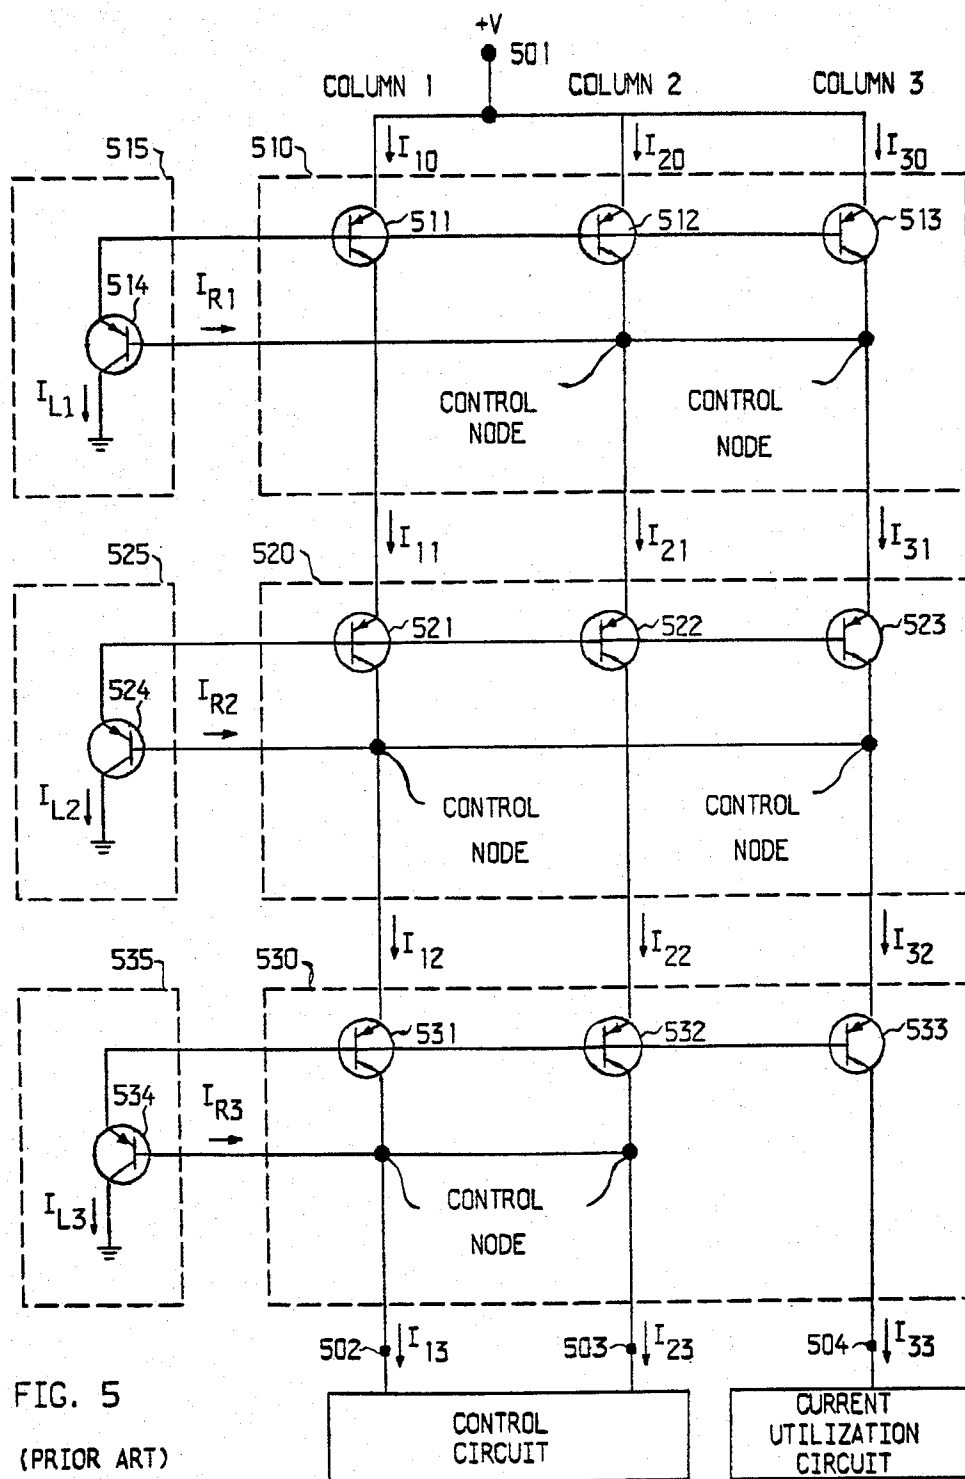 +V
501
COLUMN 1 COLUMN 2 COLUMN 3
I10 I20 I30
515 510
511 512 513
514
IR1
IL1
CONTROL NODE
CONTROL NODE
I11 I21 I31
525 520
521 522 523
524
IR2
IL2
CONTROL NODE
CONTROL NODE
I12 I22 I32
535 530
531 532 533
534
IR3
IL3
CONTROL NODE
502 I13 503 I23 504 I33
FIG. 5
(PRIOR ART)
CONTROL
CIRCUIT
CURRENT
UTILIZATION
CIRCUIT